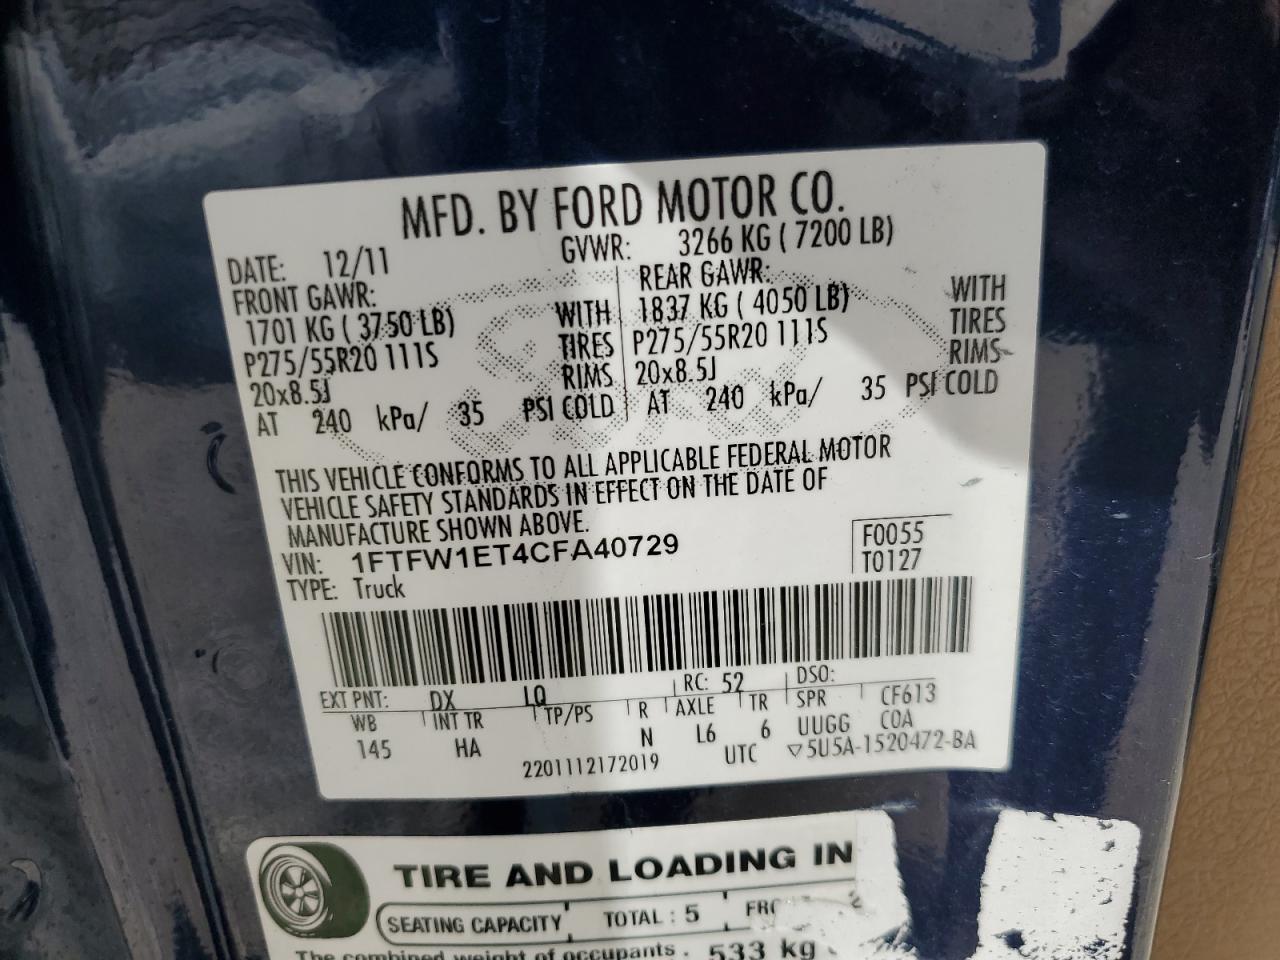 MFD. BY FORD MOTOR CO.
DATE: 12/11 GVWR: 3266 KG ( 7200 LB)
FRONT GAWR: REAR GAWR:
1701 KG ( 3750 LB) WITH 1837 KG ( 4050 LB) WITH
P275/55R20 111S TIRES P275/55R20 111S TIRES
20x8.5J RIMS 20x8.5J RIMS
AT 240 kPa/ 35 PSI COLD AT 240 kPa/ 35 PSI COLD
THIS VEHICLE CONFORMS TO ALL APPLICABLE FEDERAL MOTOR
VEHICLE SAFETY STANDARDS IN EFFECT ON THE DATE OF
MANUFACTURE SHOWN ABOVE.
VIN: 1FTFW1ET4CFA40729 F0055
TYPE: Truck T0127
EXT PNT: DX LQ RC: 52 DSO:
WB INT TR TP/PS R AXLE TR SPR CF613
145 HA N L6 6 UUGG COA
2201112172019 UTC ▽5U5A-1520472-BA
TIRE AND LOADING IN
SEATING CAPACITY TOTAL : 5
The combined weight of occupants 533 kg